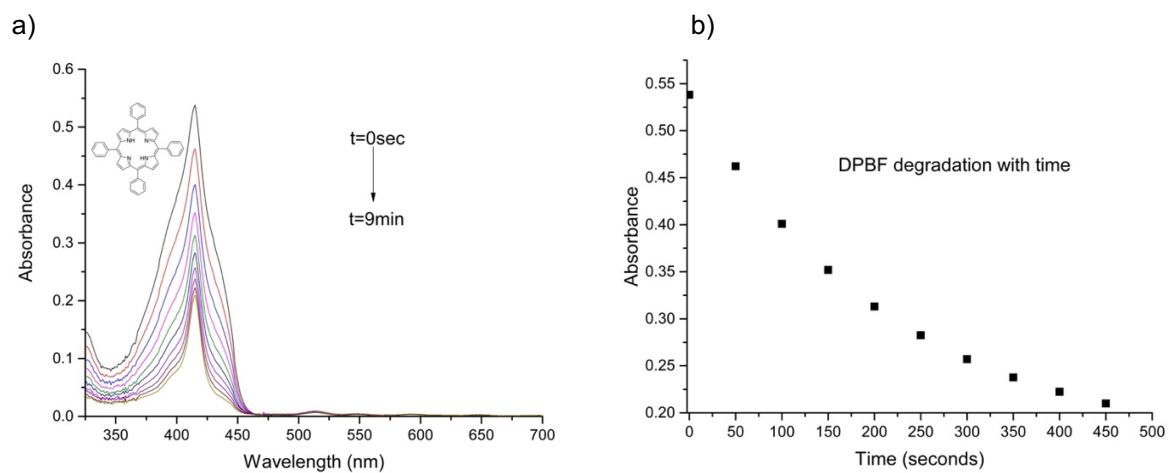 a)
0.6
0.5
0.4
0.3
0.2
0.1
0.0
Absorbance
NH
N
N
HN
t=0sec
t=9min
350
400
450
500
550
600
650
700
Wavelength (nm)
b)
0.55
0.50
0.45
0.40
0.35
0.30
0.25
0.20
Absorbance
DPBF degradation with time
0
50
100
150
200
250
300
350
400
450
500
Time (seconds)